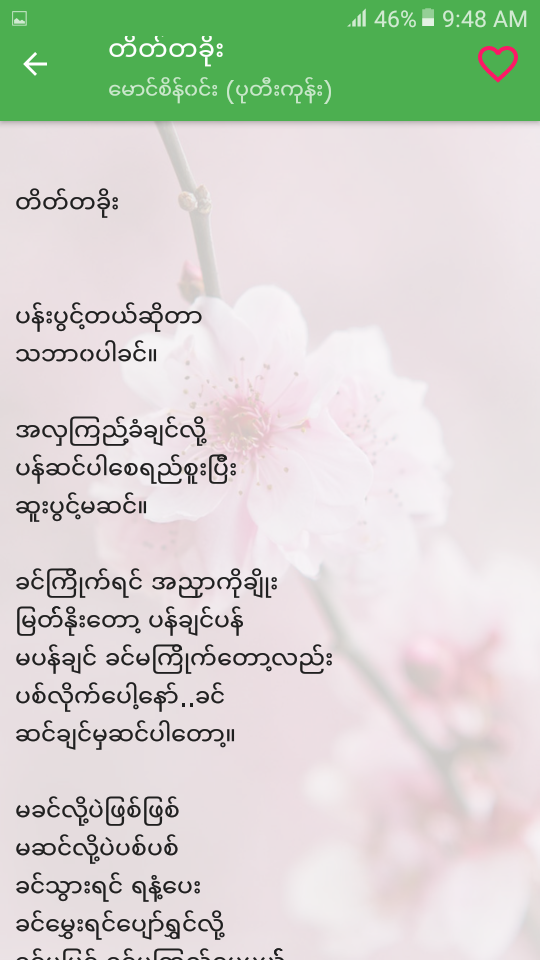 46% 9:48 AM
တိတ်တခိုး
မောင်စိန်ဝင်း (ပုတီးကုန်း)
တိတ်တခိုး
ပန်းပွင့်တယ်ဆိုတာ
သဘာဝပါခင်။
အလှကြည့်ခံချင်လို့
ပန်ဆင်ပါစေရည်စူးပြီး
ဆူးပွင့်မဆင်။
ခင်ကြိုက်ရင် အညှာကိုချိုး
မြတ်နိုးတော့ ပန်ချင်ပန်
မပန်ချင် ခင်မကြိုက်တော့လည်း
ပစ်လိုက်ပေါ့နော်..ခင်
ဆင်ချင်မှဆင်ပါတော့။
မခင်လို့ပဲဖြစ်ဖြစ်
မဆင်လို့ပဲပစ်ပစ်
ခင်သွားရင် ရနံ့ပေး
ခင်မွှေးရင်ပျော်ရွှင်လို့